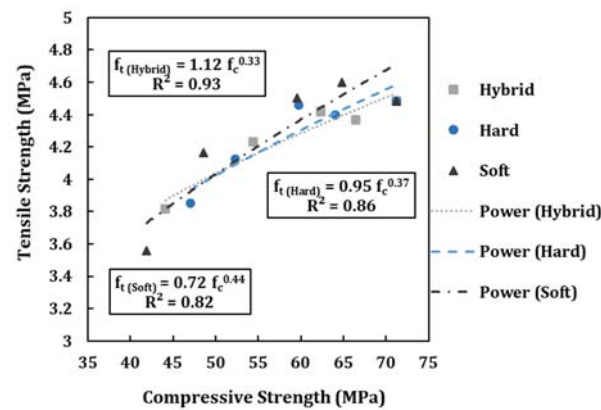 5
4.8
4.6
4.4
4.2
4
3.8
3.6
3.4
3.2
3
Tensile Strength (MPa)
f_t (Hybrid) = 1.12 f_c^0.33
R² = 0.93
f_t (Hard) = 0.95 f_c^0.37
R² = 0.86
f_t (Soft) = 0.72 f_c^0.44
R² = 0.82
35 40 45 50 55 60 65 70 75
Compressive Strength (MPa)
Hybrid
Hard
Soft
Power (Hybrid)
Power (Hard)
Power (Soft)